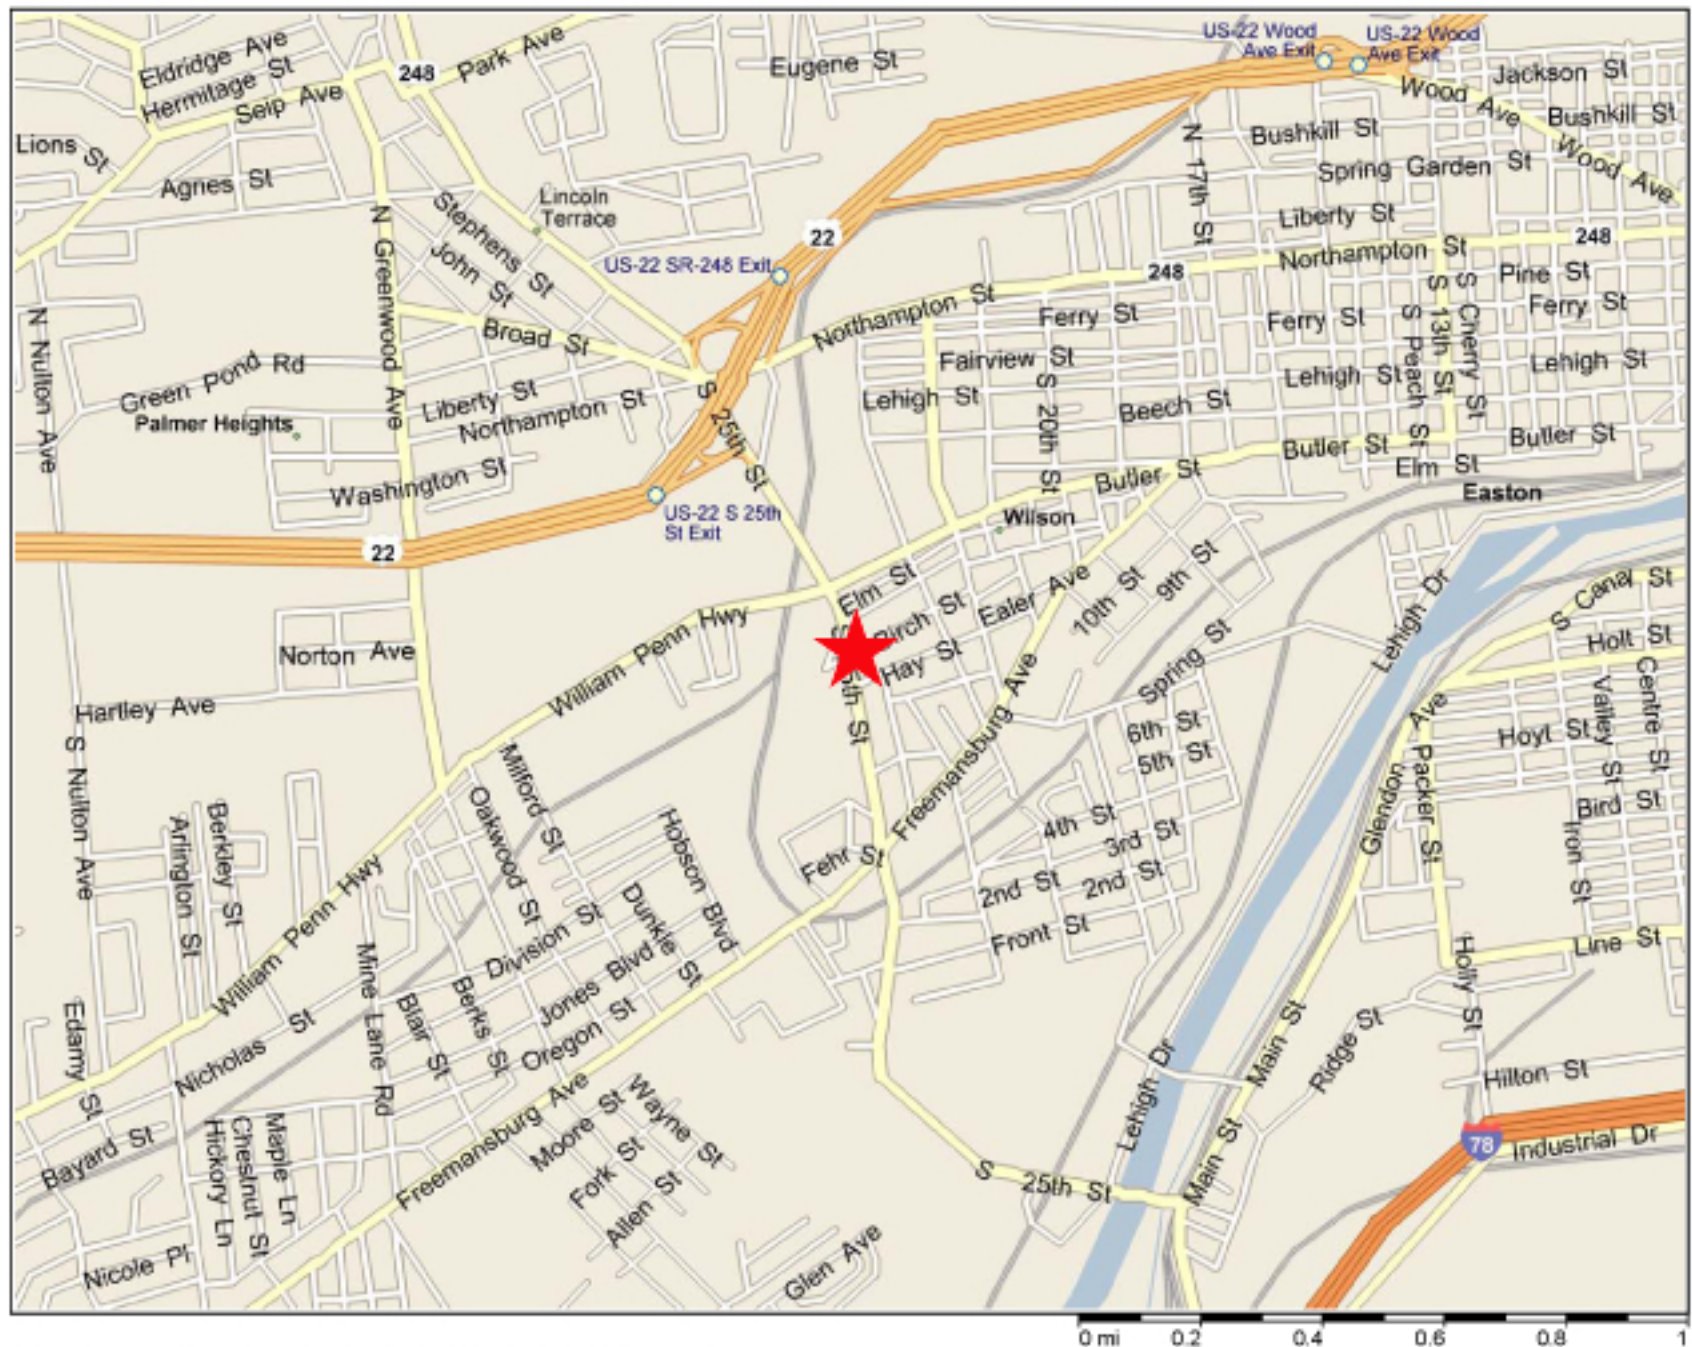 Eldridge Ave
Hermitage St
Seip Ave
248
Park Ave
Eugene St
US-22 Wood
Ave Exit
US-22 Wood
Ave Exit
Jackson St
Wood Ave
Bushkill St
Bushkill St
Lions St
Agnes St
Lincoln
Terrace
Spring Garden St
Wood Ave
N 17th St
Liberty St
Stephens St
John St
N Greenwood Ave
22
US-22 SR-248 Exit
Northampton St
248
248
Pine St
Northampton St
Ferry St
Ferry St
Ferry St
S 13th St
S Cherry St
S Peach St
N Nulton Ave
Broad St
Green Pond Rd
Fairview St
Lehigh St
Lehigh St
Lehigh St
Liberty St
Northampton St
Palmer Heights
S 25th St
S 20th St
Beech St
Butler St
Butler St
Butler St
Elm St
Easton
Washington St
US-22 S 25th
St Exit
Wilson
22
Elm St
Birch St
Ealer Ave
10th St
9th St
Lehigh Dr
S Canal St
Holt St
Norton Ave
William Penn Hwy
Hay St
5th St
Spring St
Hartley Ave
Freemansburg Ave
6th St
5th St
Glendon Ave
Packer St
Hoyt St
Valley St
Centre St
S Nulton Ave
Milford St
Oakwood St
Hobson Blvd
4th St
3rd St
Bird St
Iron St
Berkley St
Arlington St
Fehr St
2nd St
2nd St
Front St
Line St
Holly St
William Penn Hwy
Dunkle St
Division St
Jones Blvd
Oregon St
Mine Lane Rd
Berks St
Blair St
Edamy St
Nicholas St
Main St
Ridge St
Hilton St
78
Industrial Dr
Lehigh Dr
Main St
S 25th St
Bayard St
Hickory Ln
Chestnut St
Maple Ln
Freemansburg Ave
Moore St
Wayne St
Fork St
Allen St
Glen Ave
Nicole Pl
0 mi 0.2 0.4 0.6 0.8 1